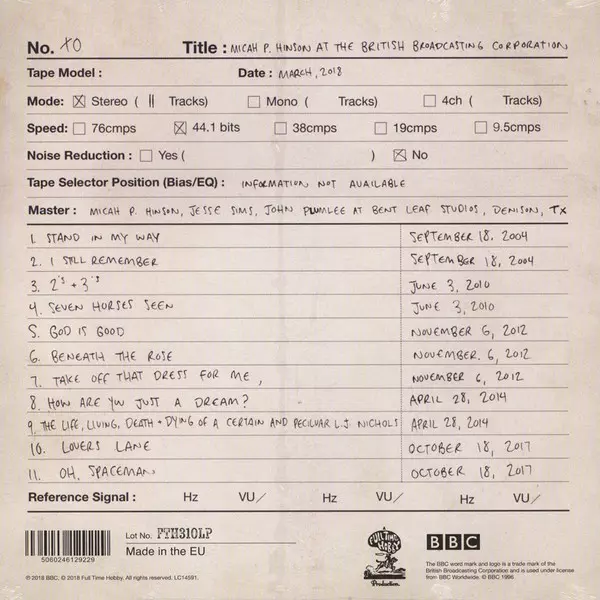 No. XO Title : MICAH P. HINSON AT THE BRITISH BROADCASTING CORPORATION
Tape Model : Date : MARCH, 2018
Mode: Stereo ( || Tracks) Mono ( Tracks) 4ch ( Tracks)
Speed: 76cmps 44.1 bits 38cmps 19cmps 9.5cmps
Noise Reduction : Yes ( ) No
Tape Selector Position (Bias/EQ) : INFORMATION NOT AVAILABLE
Master : MICAH P. HINSON, JESSE SIMS, JOHN PLUMLEE AT BENT LEAF STUDIOS, DENISON, TX
1. STAND IN MY WAY SEPTEMBER 18, 2004
2. I STILL REMEMBER SEPTEMBER 18, 2004
3. 2's + 3's JUNE 3, 2010
4. SEVEN HORSES SEEN JUNE 3, 2010
5. GOD IS GOOD NOVEMBER 6, 2012
6. BENEATH THE ROSE NOVEMBER 6, 2012
7. TAKE OFF THAT DRESS FOR ME, NOVEMBER 6, 2012
8. HOW ARE YOU JUST A DREAM? APRIL 28, 2014
9. THE LIFE, LIVING, DEATH + DYING OF A CERTAIN AND PECILVAR L.J. NICHOLS APRIL 28, 2014
10. LOVERS LANE OCTOBER 18, 2017
11. OH, SPACEMAN OCTOBER 18, 2017
Reference Signal : Hz VU/ Hz VU/ Hz VU/
5060246129229
Lot No. FTH310LP
Made in the EU
℗ 2018 BBC, © 2018 Full Time Hobby. All rights reserved. LC14591.
FULL TIME HOBBY
Production.
BBC
The BBC word mark and logo is a trade mark of the
British Broadcasting Corporation and is used under license
from BBC Worldwide. © BBC 1996